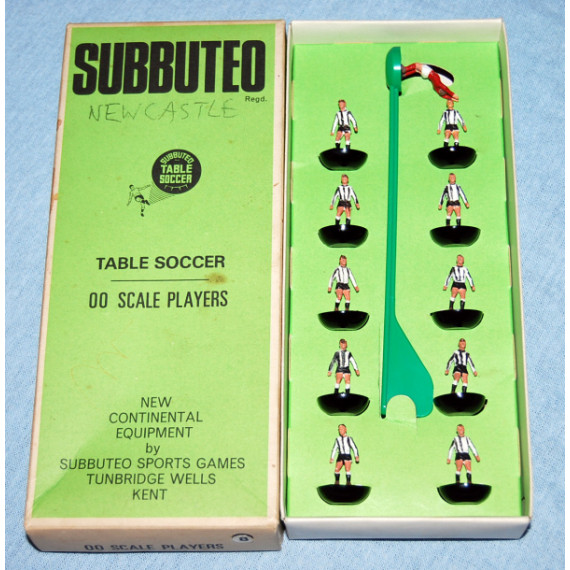 SUBBUTEO
Regd.
NEWCASTLE
SUBBUTEO
TABLE
SOCCER
TABLE SOCCER
00 SCALE PLAYERS
NEW
CONTINENTAL
EQUIPMENT
by
SUBBUTEO SPORTS GAMES
TUNBRIDGE WELLS
KENT
00 SCALE PLAYERS